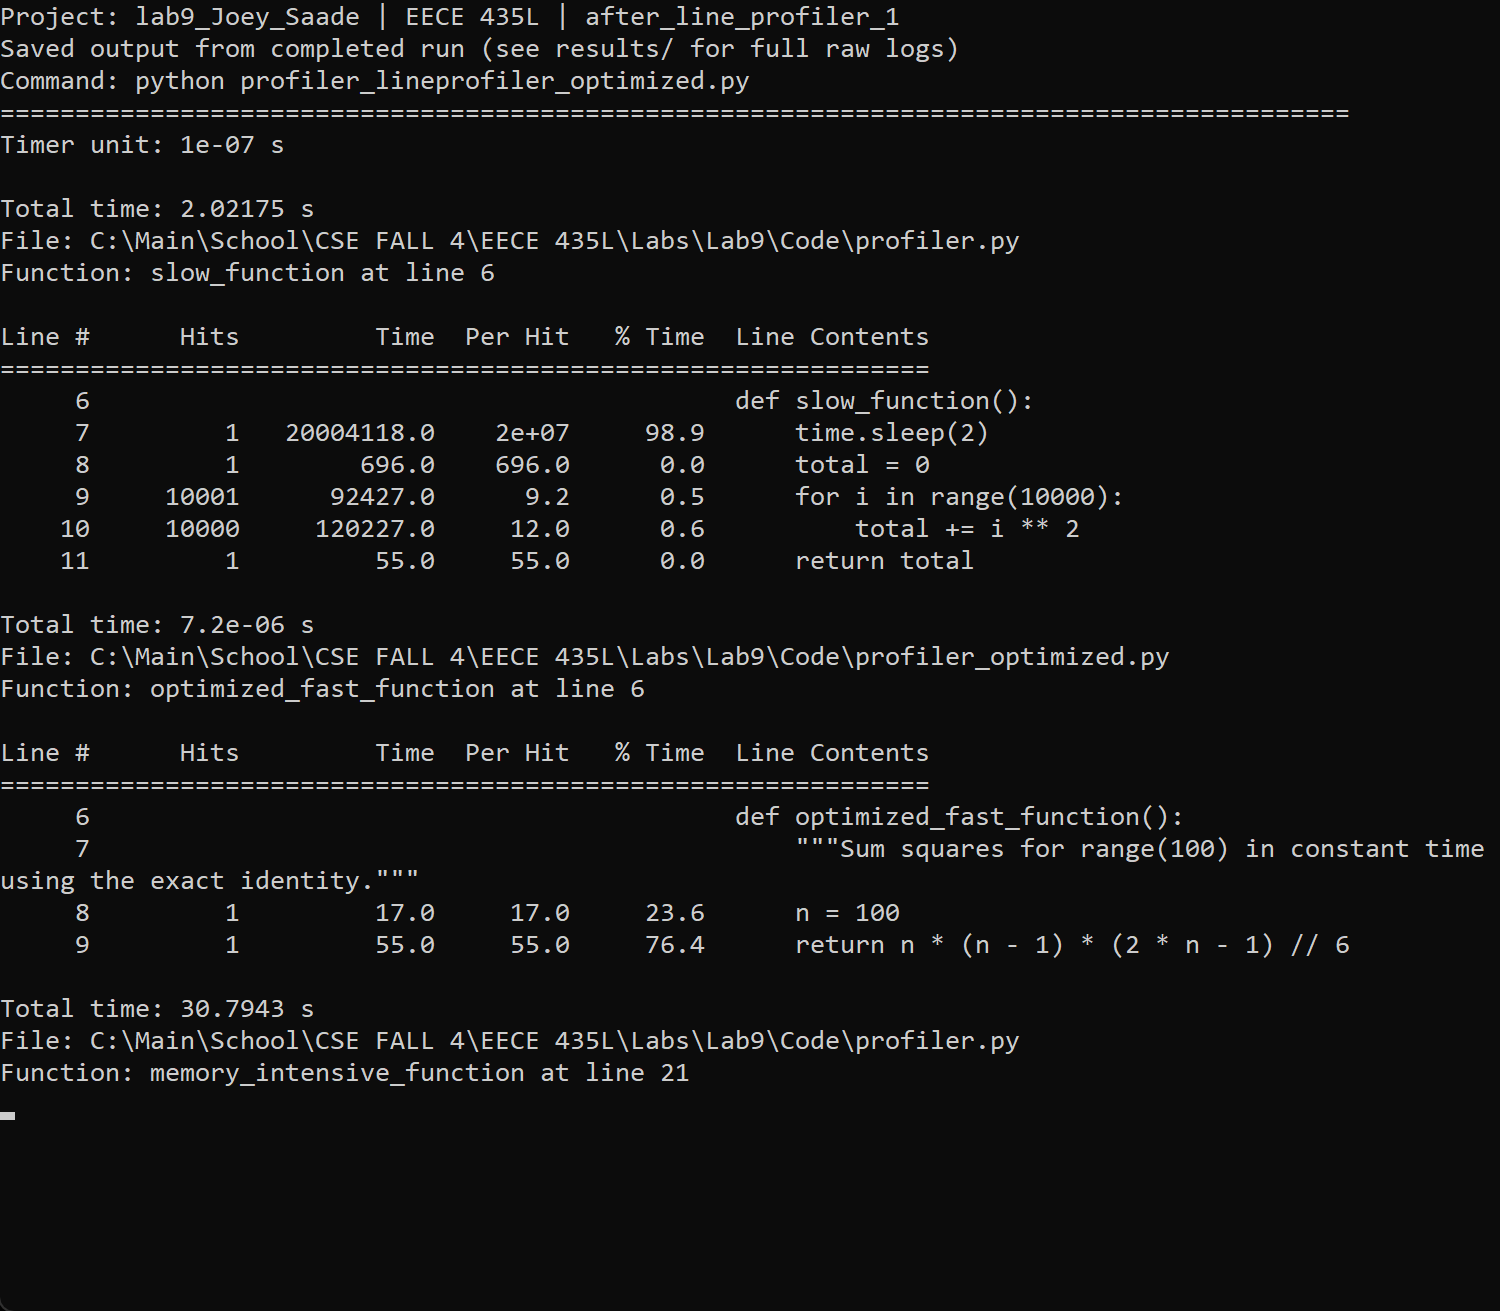 Project: lab9_Joey_Saade | EECE 435L | after_line_profiler_1
Saved output from completed run (see results/ for full raw logs)
Command: python profiler_lineprofiler_optimized.py
==========================================================================================
Timer unit: 1e-07 s

Total time: 2.02175 s
File: C:\Main\School\CSE FALL 4\EECE 435L\Labs\Lab9\Code\profiler.py
Function: slow_function at line 6

Line #      Hits         Time  Per Hit   % Time  Line Contents
==============================================================
     6                                           def slow_function():
     7         1   20004118.0    2e+07     98.9      time.sleep(2)
     8         1        696.0    696.0      0.0      total = 0
     9     10001      92427.0      9.2      0.5      for i in range(10000):
    10     10000     120227.0     12.0      0.6          total += i ** 2
    11         1         55.0     55.0      0.0      return total

Total time: 7.2e-06 s
File: C:\Main\School\CSE FALL 4\EECE 435L\Labs\Lab9\Code\profiler_optimized.py
Function: optimized_fast_function at line 6

Line #      Hits         Time  Per Hit   % Time  Line Contents
==============================================================
     6                                           def optimized_fast_function():
     7                                               """Sum squares for range(100) in constant time
using the exact identity."""
     8         1         17.0     17.0     23.6      n = 100
     9         1         55.0     55.0     76.4      return n * (n - 1) * (2 * n - 1) // 6

Total time: 30.7943 s
File: C:\Main\School\CSE FALL 4\EECE 435L\Labs\Lab9\Code\profiler.py
Function: memory_intensive_function at line 21